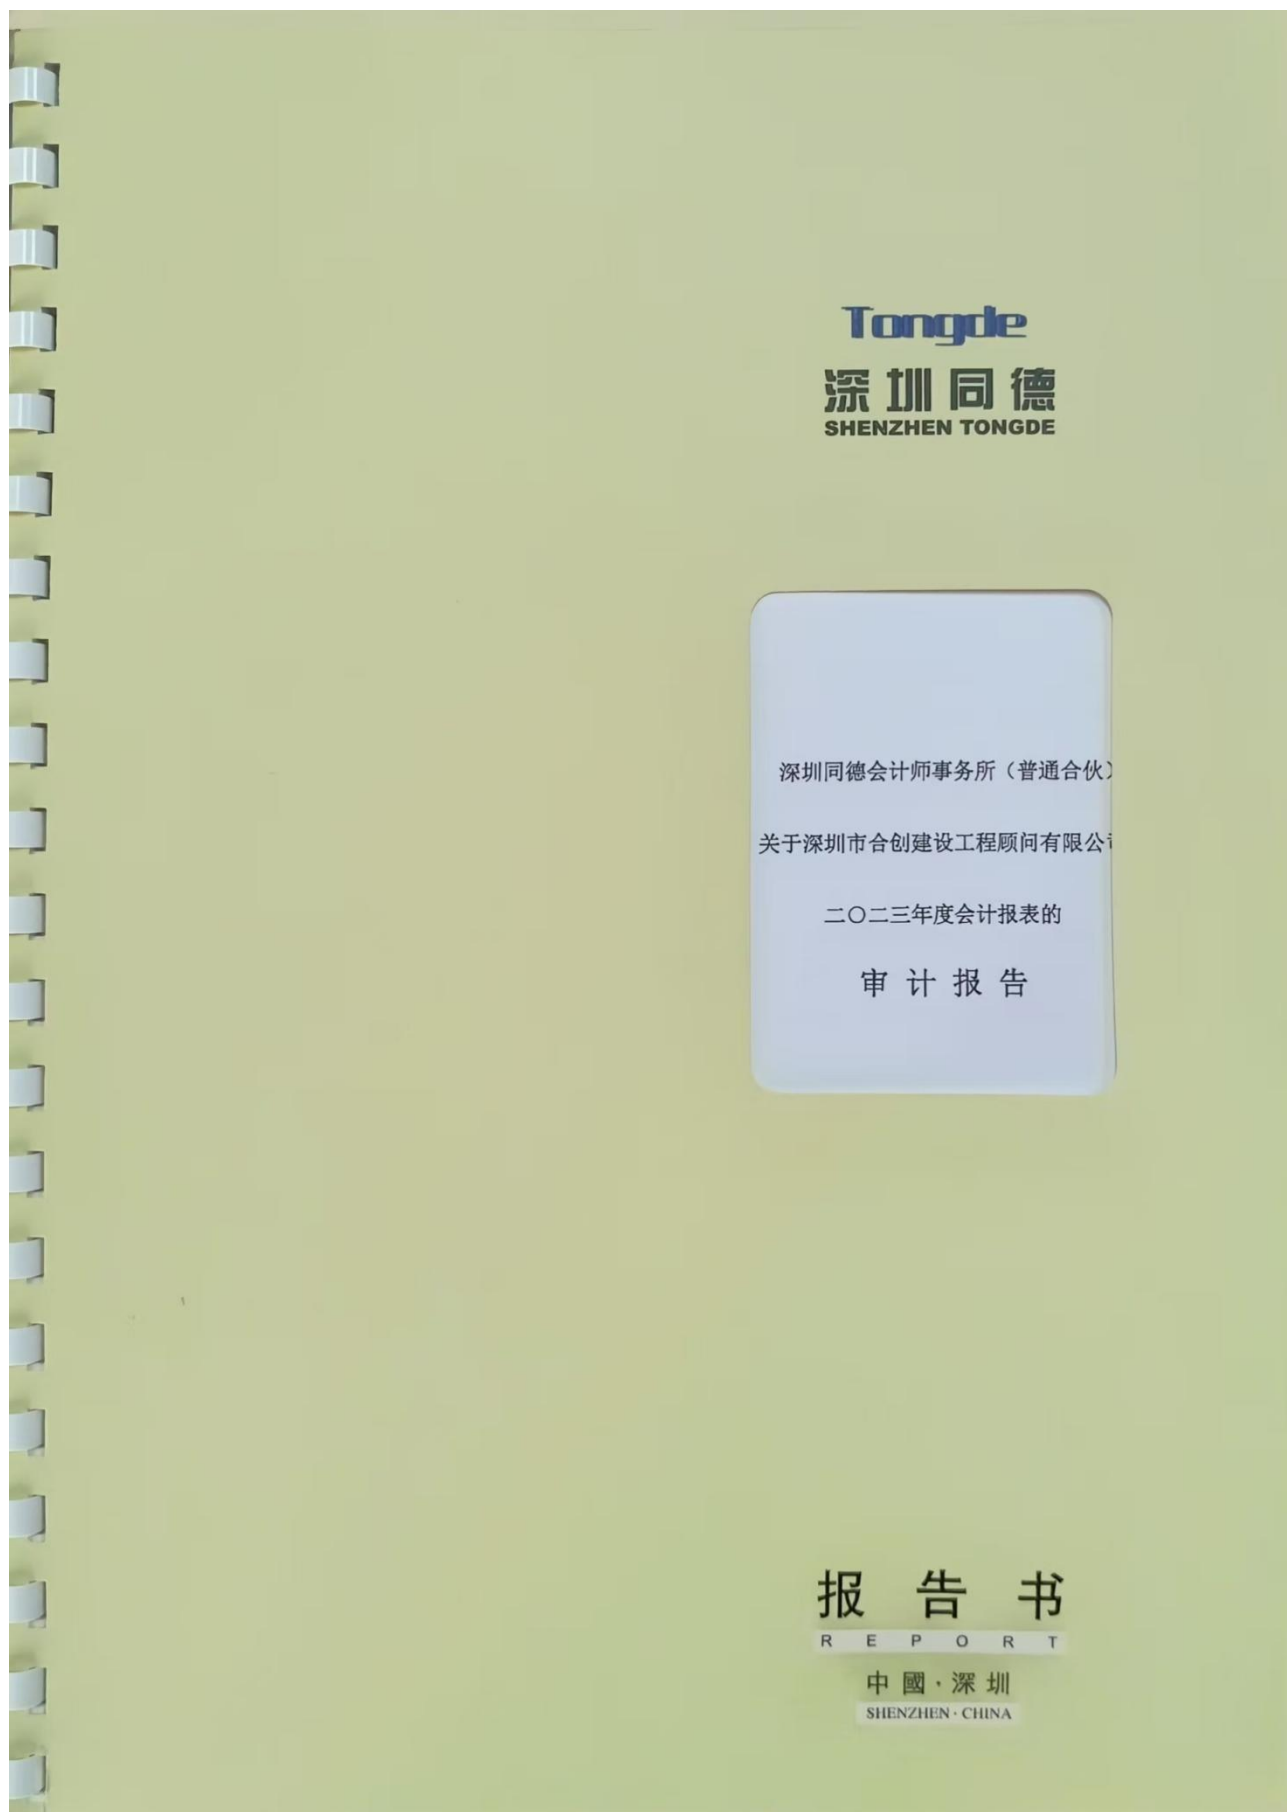 Tongde
深圳同德
SHENZHEN TONGDE
深圳同德会计师事务所（普通合伙）
关于深圳市合创建设工程顾问有限公司
二〇二三年度会计报表的
审计报告
报告书
REPORT
中國·深圳
SHENZHEN·CHINA